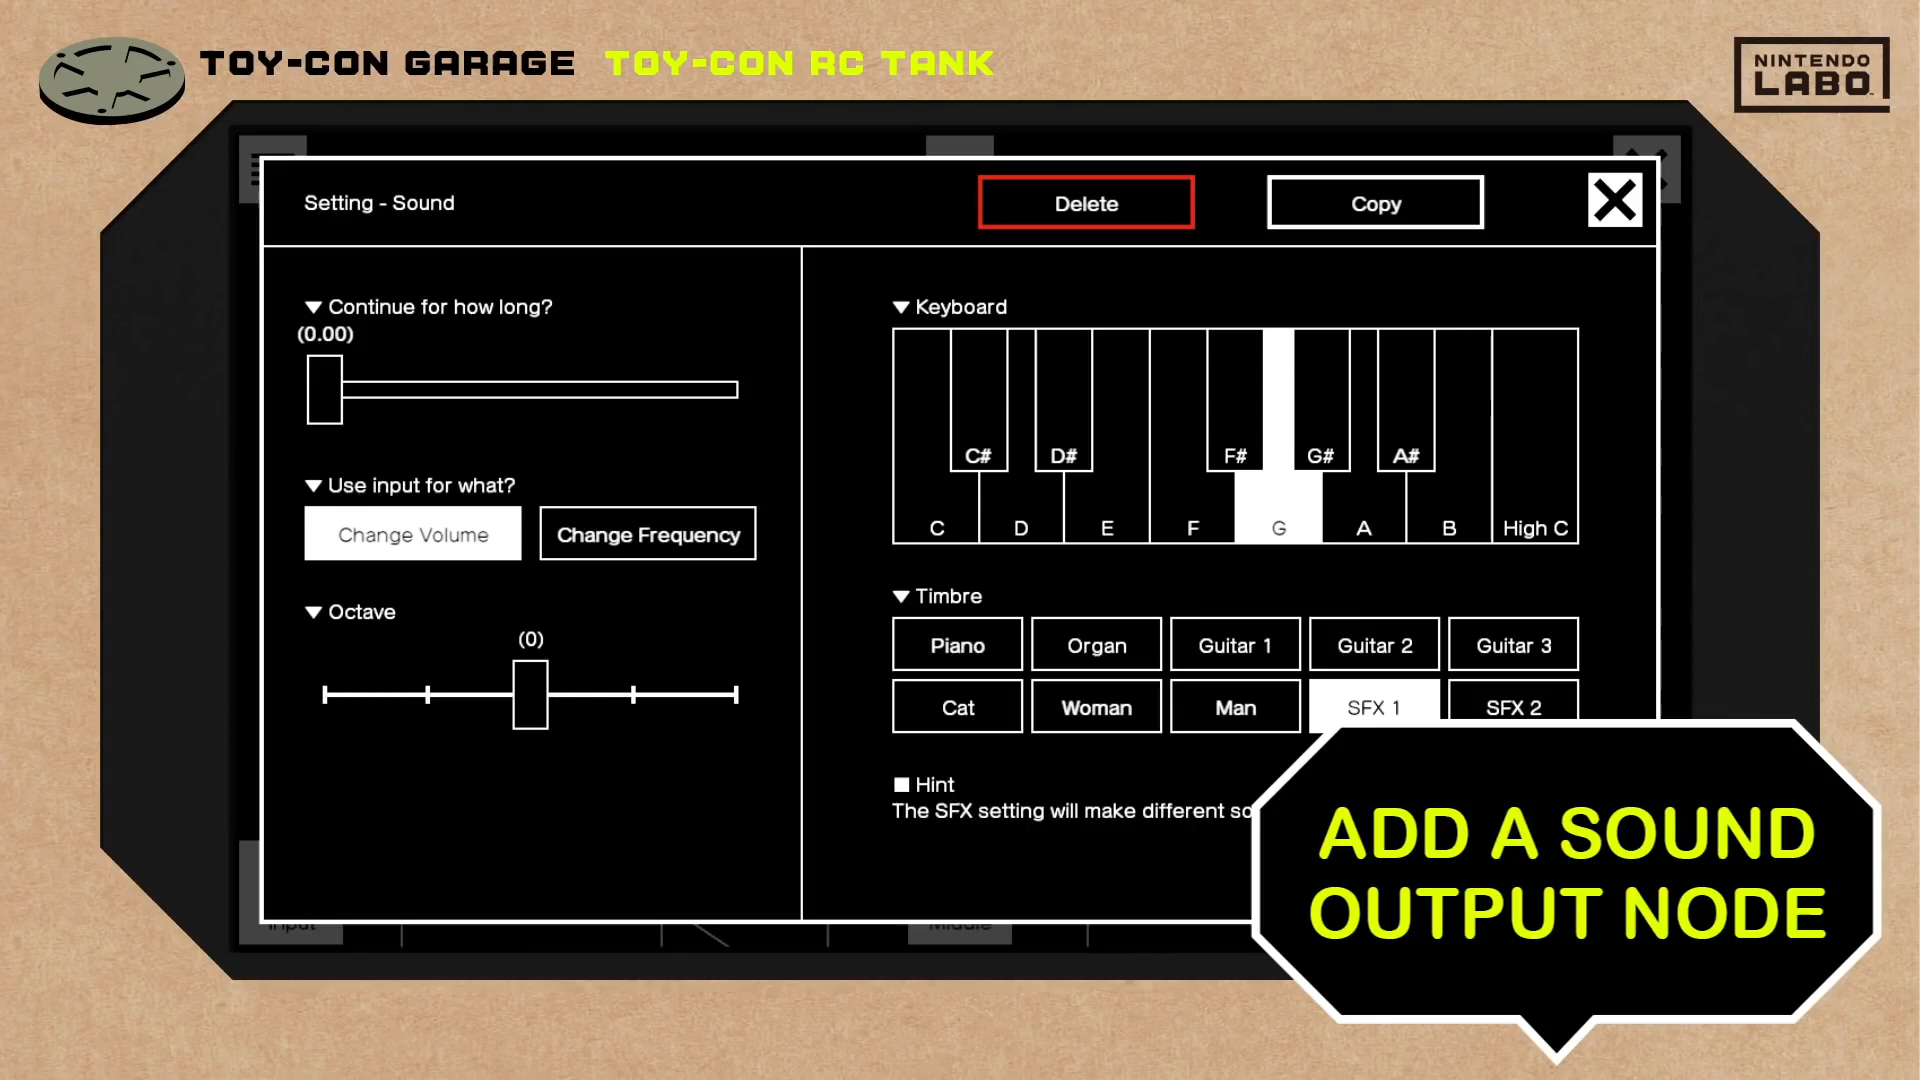 TOY-CON GARAGE TOY-CON RC TANK
NINTENDO
LABO
Setting - Sound
Delete
Copy
Continue for how long?
(0.00)
Use input for what?
Change Volume
Change Frequency
Octave
(0)
Keyboard
C# D# F# G# A#
C D E F G A B High C
Timbre
Piano Organ Guitar 1 Guitar 2 Guitar 3
Cat Woman Man SFX 1 SFX 2
Hint
The SFX setting will make different so
Input
Middle
ADD A SOUND
OUTPUT NODE